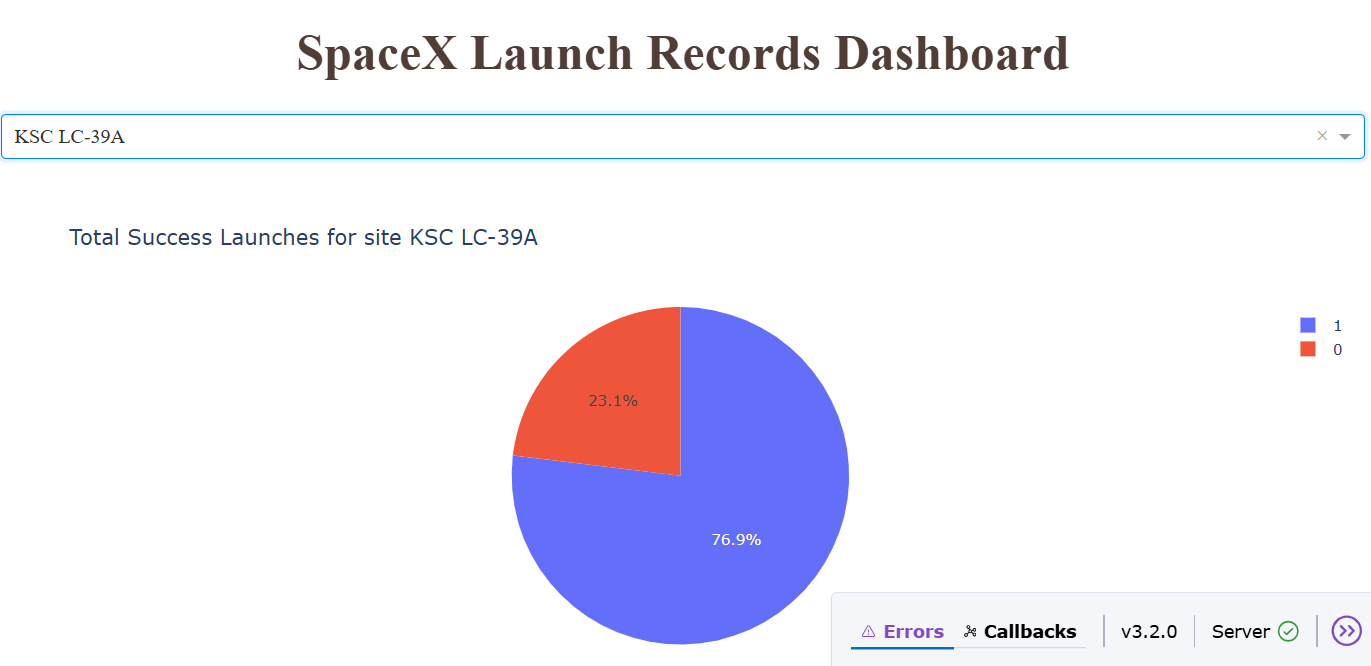 SpaceX Launch Records Dashboard
KSC LC-39A
Total Success Launches for site KSC LC-39A
1
0
23.1%
76.9%
Errors Callbacks v3.2.0 Server